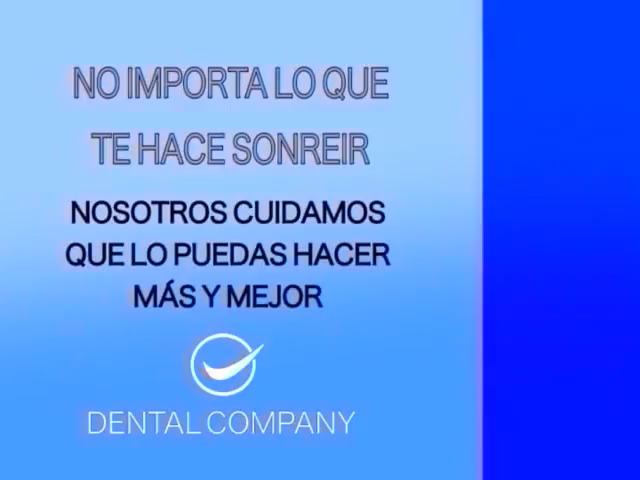 NO IMPORTA LO QUE
TE HACE SONREIR
NOSOTROS CUIDAMOS
QUE LO PUEDAS HACER
MÁS Y MEJOR
DENTAL COMPANY